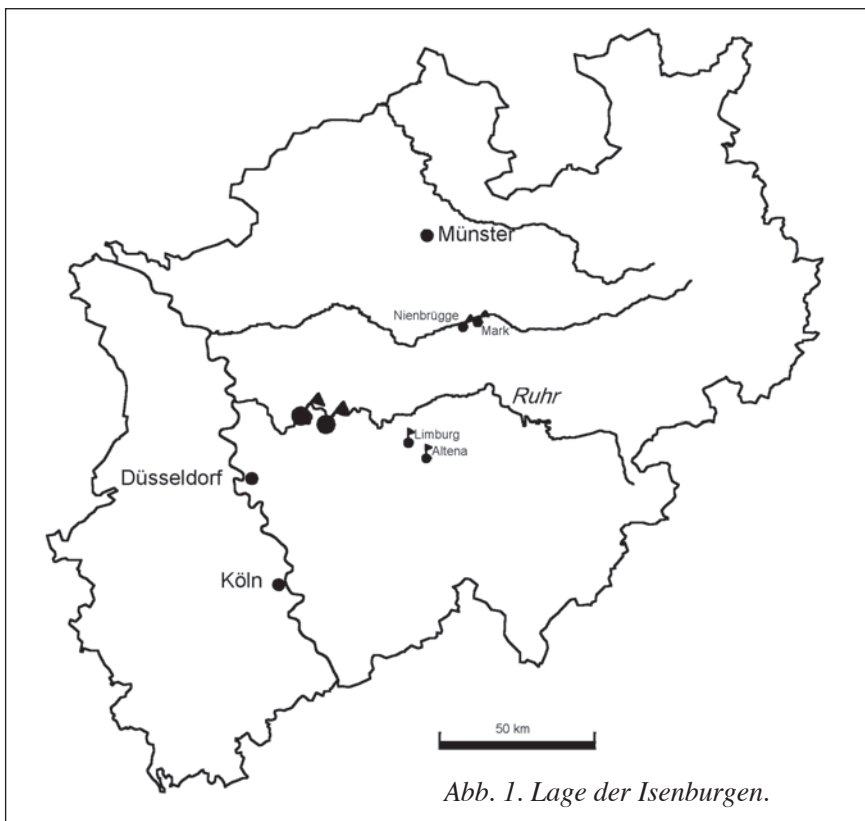 Münster
Nienbrügge
Mark
Ruhr
Limburg
Altena
Düsseldorf
Köln
50 km
Abb. 1. Lage der Isenburgen.